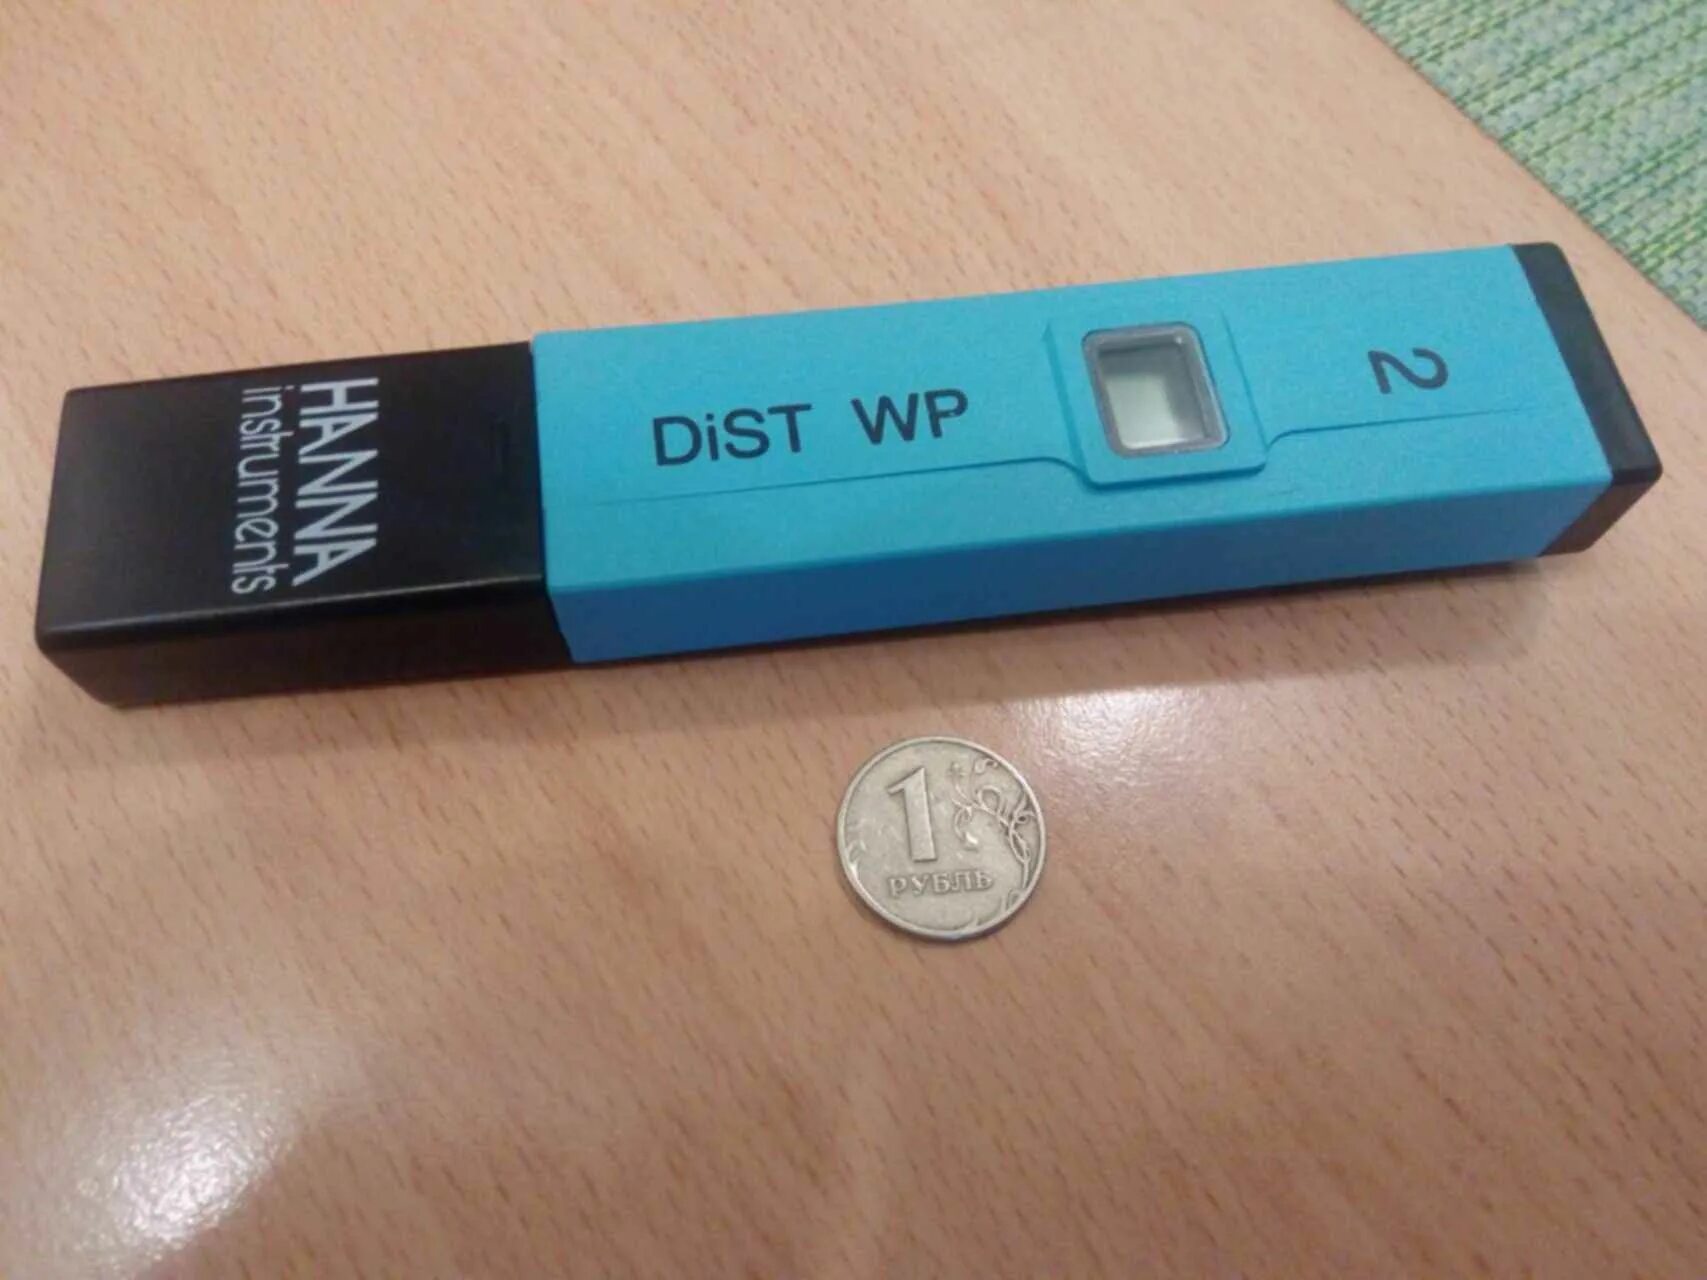 HANNA
instruments
DiST WP
2
1
РУБЛЬ